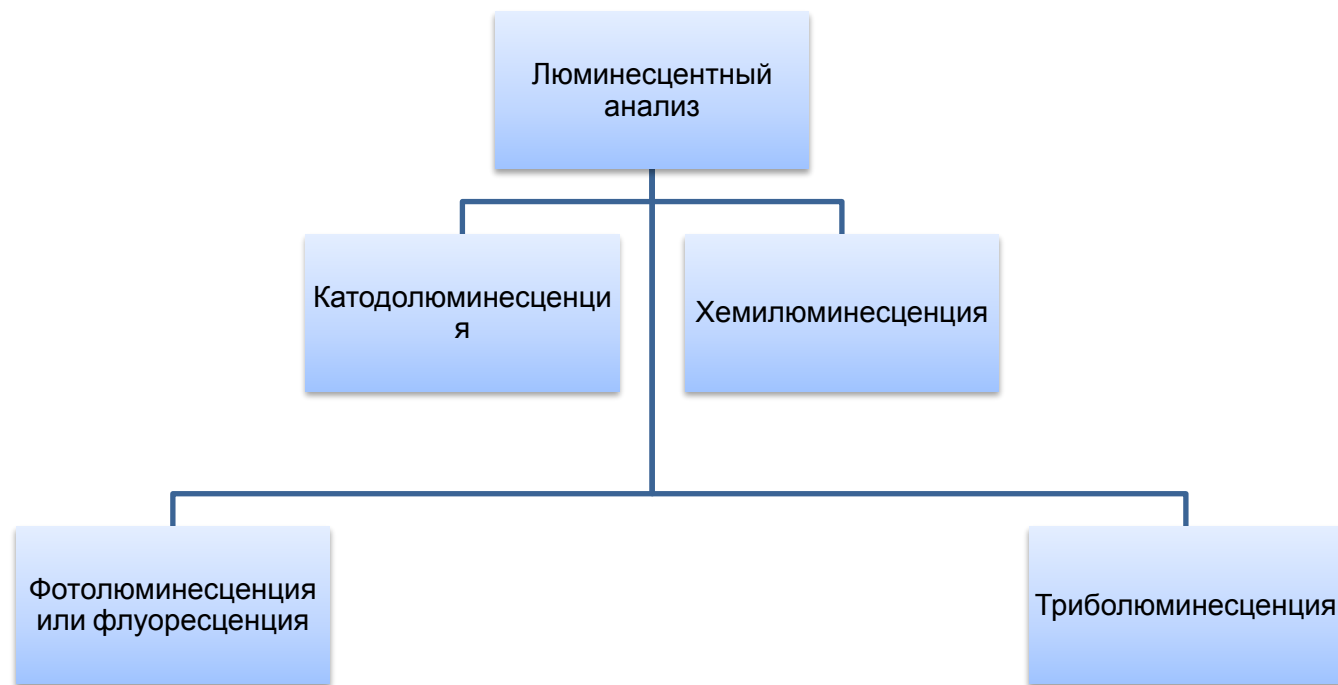 Люминесцентный
анализ
Катодолюминесценци
я
Хемилюминесценция
Фотолюминесценция
или флуоресценция
Триболюминесценция